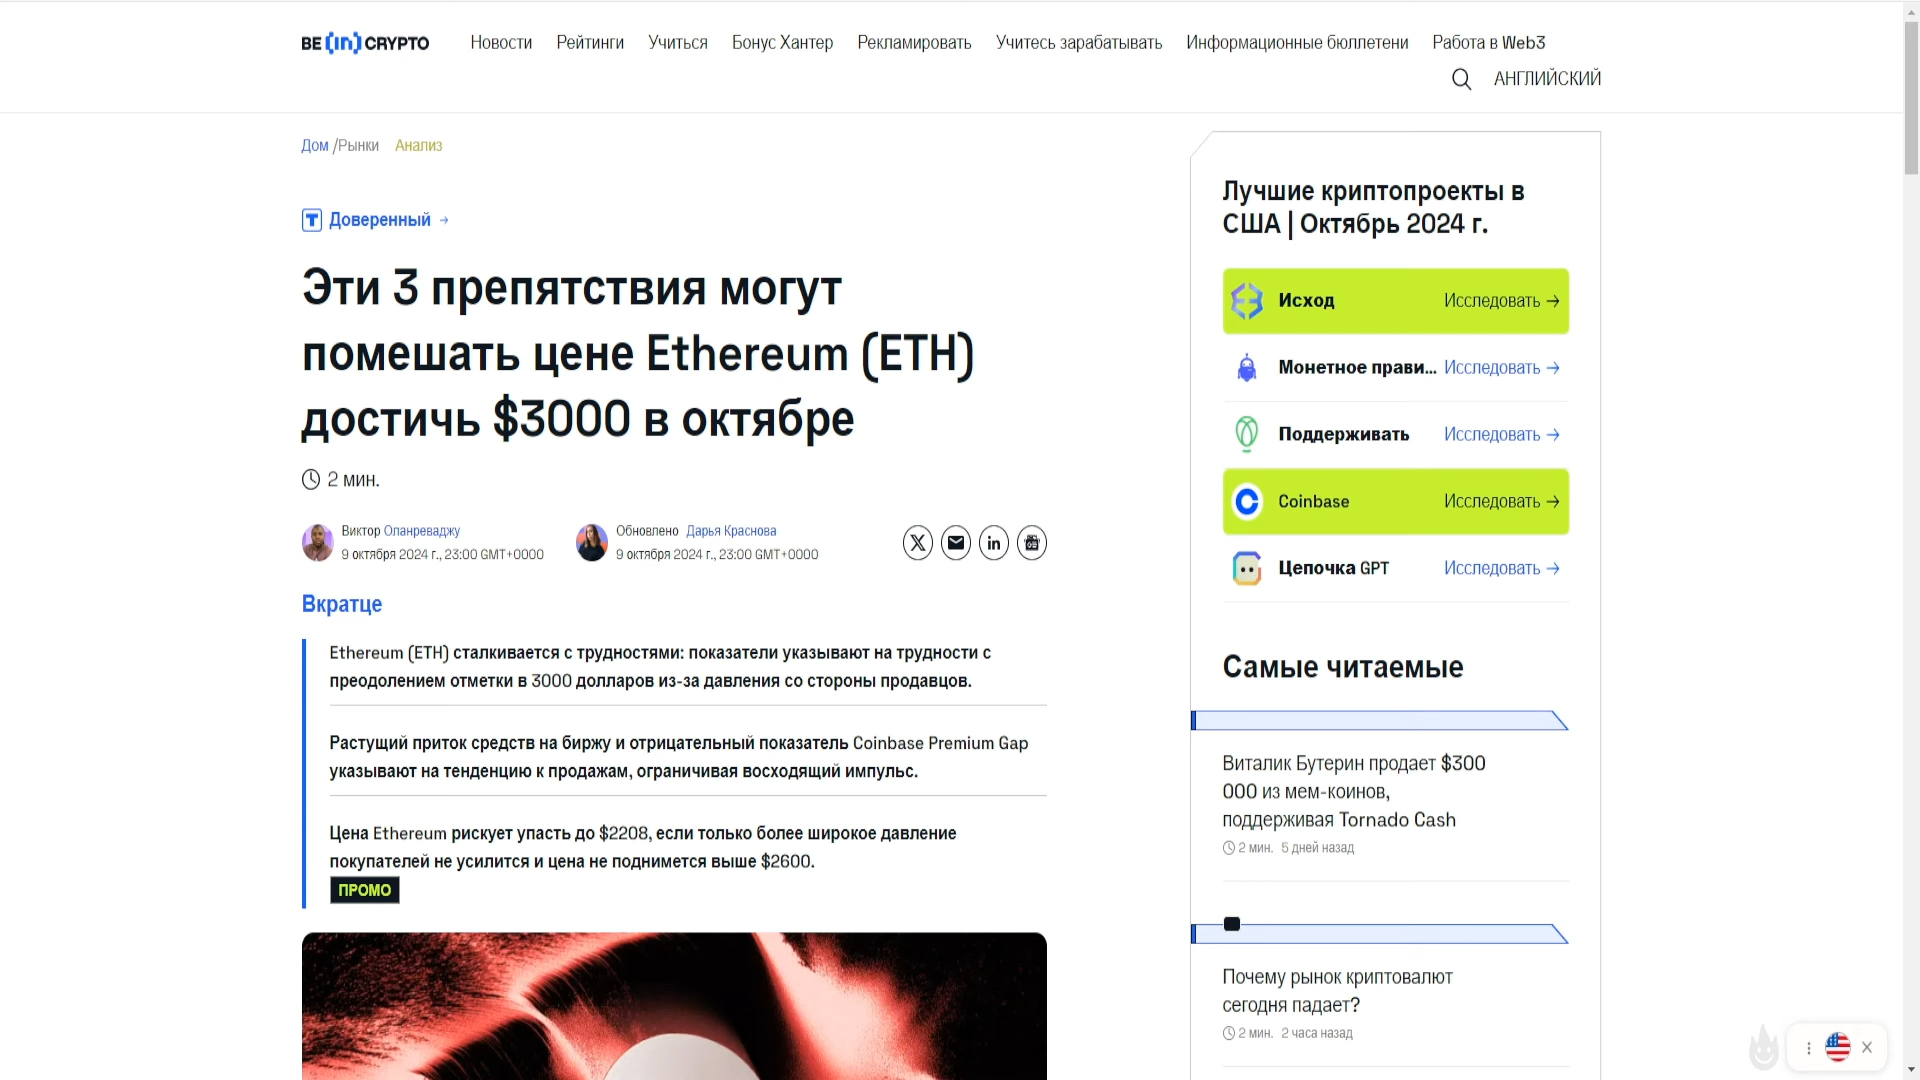 BE [in] CRYPTO
Новости Рейтинги Учиться Бонус Хантер Рекламировать Учитесь зарабатывать Информационные бюллетени Работа в Web3
АНГЛИЙСКИЙ
Дом /Рынки Анализ
T Доверенный →
Эти 3 препятствия могут
помешать цене Ethereum (ETH)
достичь $3000 в октябре
2 мин.
Виктор Оланреваджу
9 октября 2024 г., 23:00 GMT+0000
Обновлено Дарья Краснова
9 октября 2024 г., 23:00 GMT+0000
X
in
Вкратце
Ethereum (ETH) сталкивается с трудностями: показатели указывают на трудности с
преодолением отметки в 3000 долларов из-за давления со стороны продавцов.
Растущий приток средств на биржу и отрицательный показатель Coinbase Premium Gap
указывают на тенденцию к продажам, ограничивая восходящий импульс.
Цена Ethereum рискует упасть до $2208, если только более широкое давление
покупателей не усилится и цена не поднимется выше $2600.
ПРОМО
Лучшие криптопроекты в
США | Октябрь 2024 г.
Исход Исследовать →
Монетное прави... Исследовать →
Поддерживать Исследовать →
Coinbase Исследовать →
Цепочка GPT Исследовать →
Самые читаемые
Виталик Бутерин продает $300
000 из мем-коинов,
поддерживая Tornado Cash
2 мин. 5 дней назад
Почему рынок криптовалют
сегодня падает?
2 мин. 2 часа назад